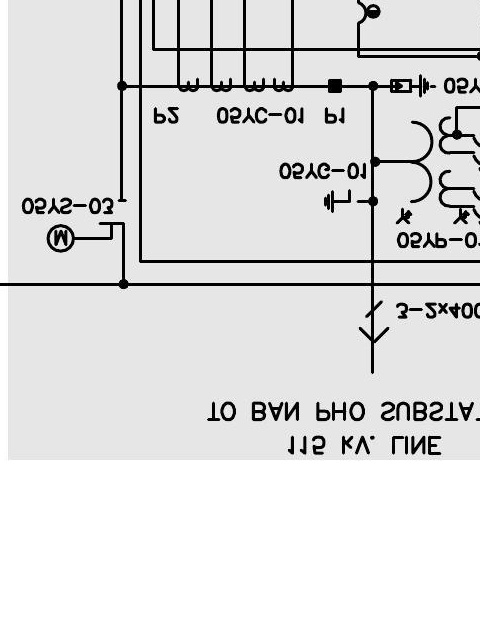 05Y
P2 05YC-01 P1
05YG-01
05YS-03
M
05YP-0
3-2x400
TO BAN PHO SUBSTAT
115 kV. LINE